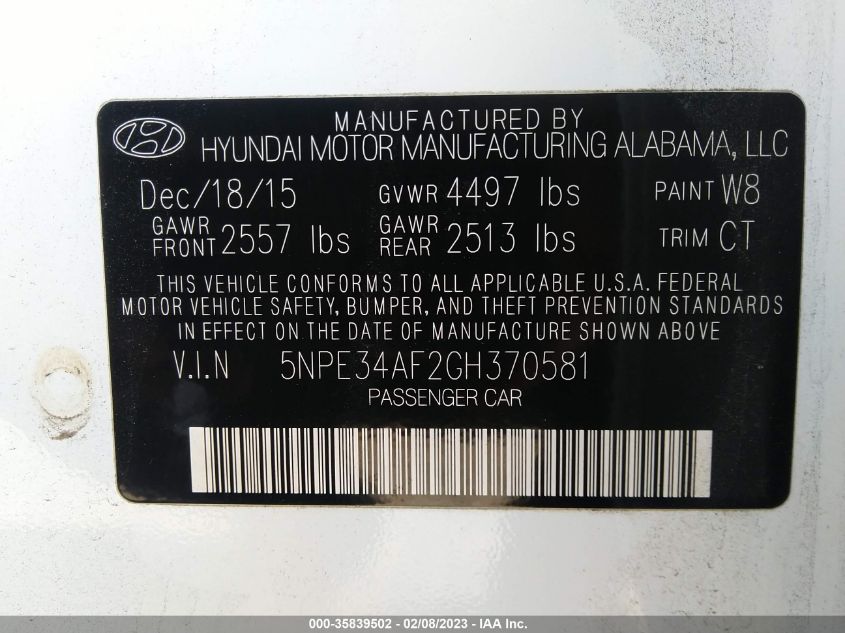 MANUFACTURED BY
HYUNDAI MOTOR MANUFACTURING ALABAMA, LLC
Dec/18/15 GVWR 4497 lbs PAINT W8
GAWR FRONT 2557 lbs GAWR REAR 2513 lbs TRIM CT
THIS VEHICLE CONFORMS TO ALL APPLICABLE U.S.A. FEDERAL
MOTOR VEHICLE SAFETY, BUMPER, AND THEFT PREVENTION STANDARDS
IN EFFECT ON THE DATE OF MANUFACTURE SHOWN ABOVE
V.I.N 5NPE34AF2GH370581
PASSENGER CAR
000-35839502 - 02/08/2023 - IAA Inc.